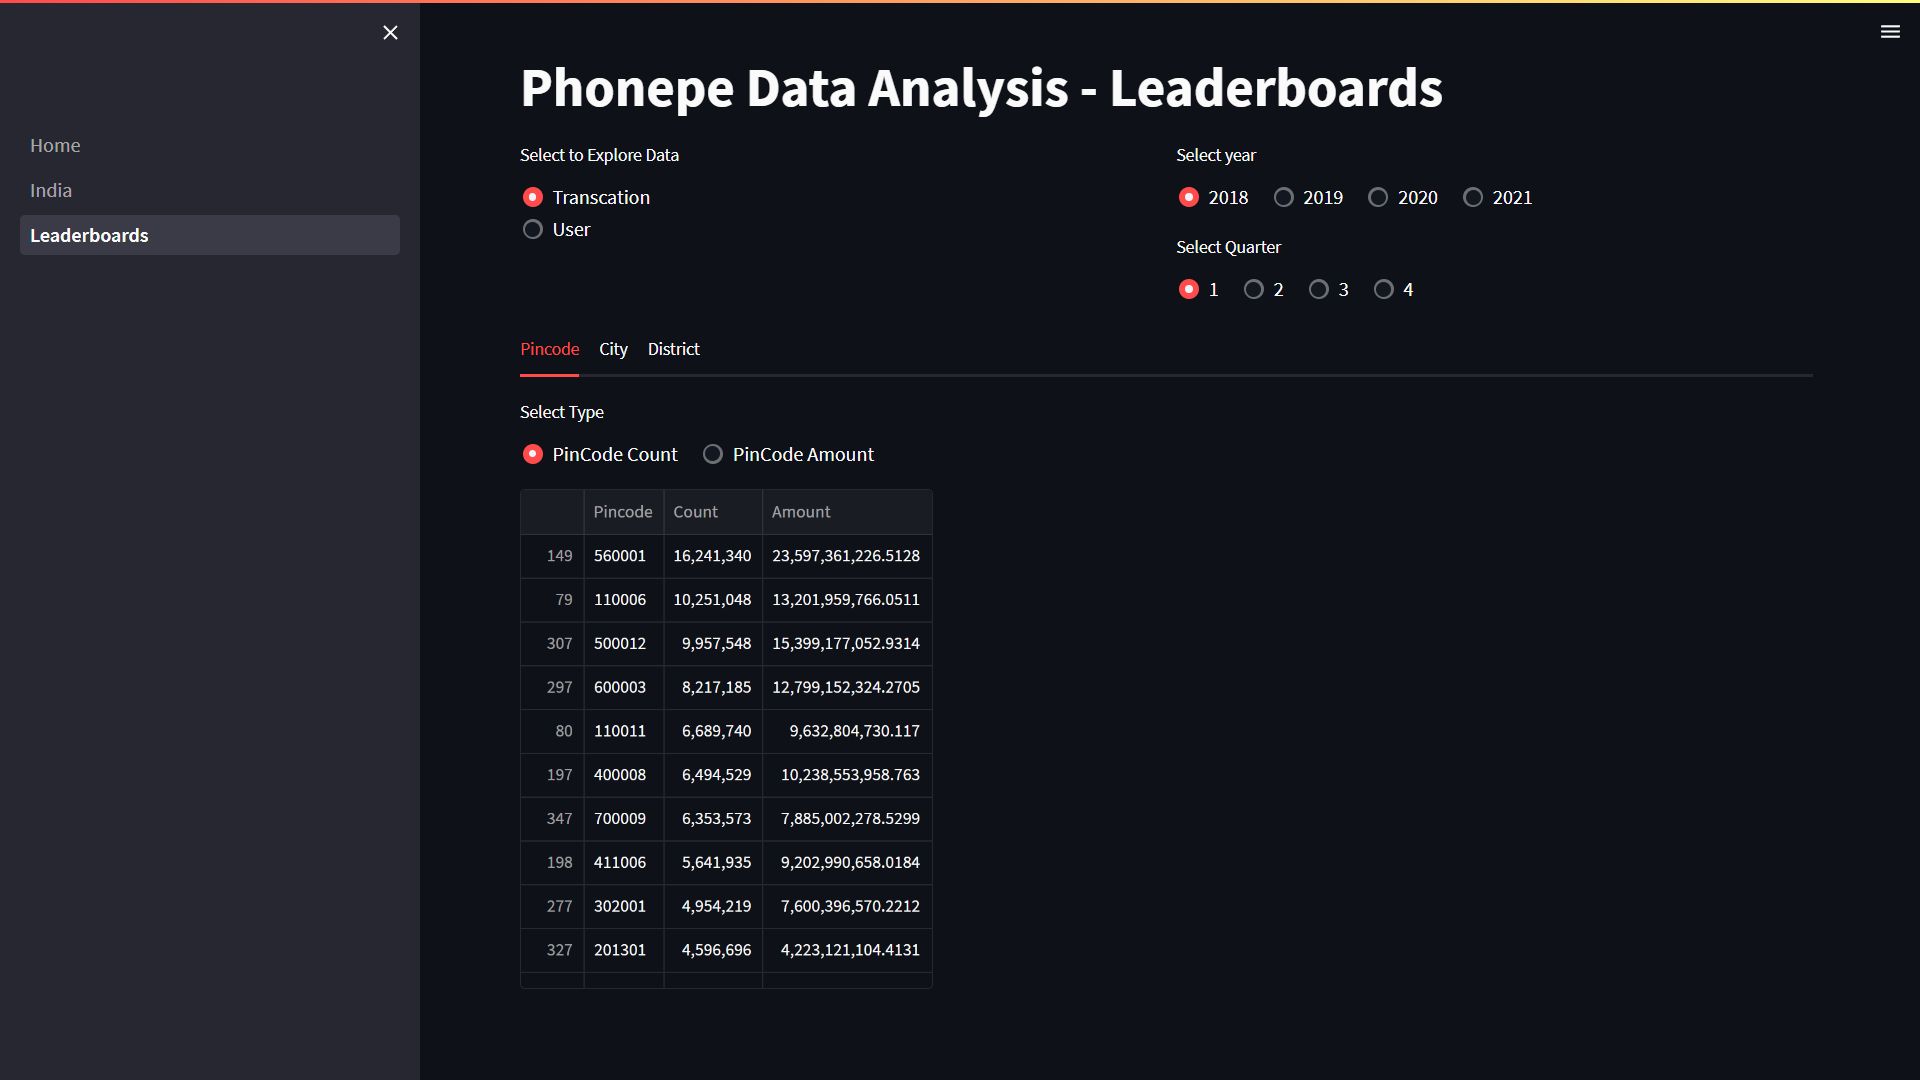 Home
India
Leaderboards
Phonepe Data Analysis - Leaderboards
Select to Explore Data
Transcation
User
Select year
2018 2019 2020 2021
Select Quarter
1 2 3 4
Pincode City District
Select Type
PinCode Count PinCode Amount
Pincode Count Amount
149 560001 16,241,340 23,597,361,226.5128
79 110006 10,251,048 13,201,959,766.0511
307 500012 9,957,548 15,399,177,052.9314
297 600003 8,217,185 12,799,152,324.2705
80 110011 6,689,740 9,632,804,730.117
197 400008 6,494,529 10,238,553,958.763
347 700009 6,353,573 7,885,002,278.5299
198 411006 5,641,935 9,202,990,658.0184
277 302001 4,954,219 7,600,396,570.2212
327 201301 4,596,696 4,223,121,104.4131